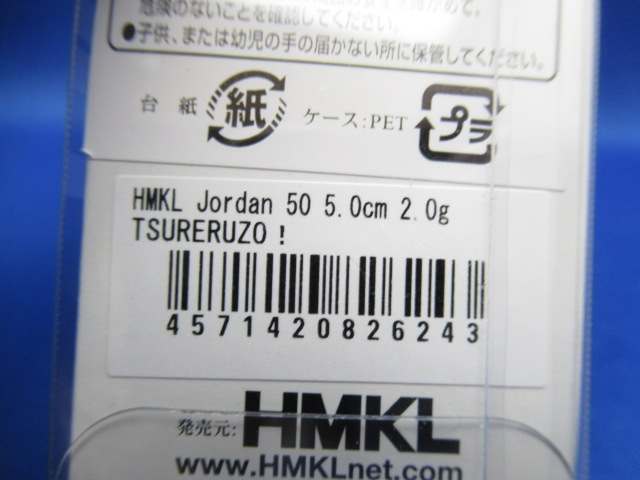 危険のないことを確認してください。
●子供、または幼児の手の届かない所に保管してください。
台紙 紙 ケース:PET プラ
HMKL Jordan 50 5.0cm 2.0g
TSURERUZO!
4571420826243
発売元:HMKL
www.HMKLnet.com